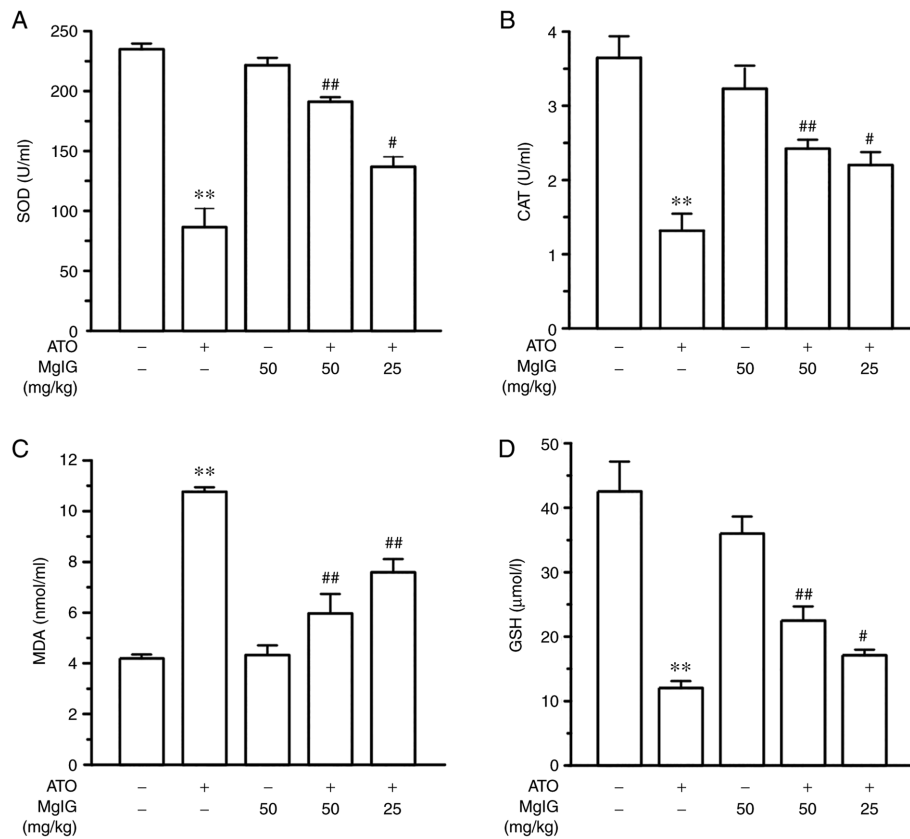 A
SOD (U/ml)
250
200
150
100
50
0
**
##
#
ATO – + – + +
MgIG – – 50 50 25
(mg/kg)
B
CAT (U/ml)
4
3
2
1
0
**
##
#
ATO – + – + +
MgIG – – 50 50 25
(mg/kg)
C
MDA (nmol/ml)
12
10
8
6
4
2
0
**
##
##
ATO – + – + +
MgIG – – 50 50 25
(mg/kg)
D
GSH (μmol/l)
50
40
30
20
10
0
**
##
#
ATO – + – + +
MgIG – – 50 50 25
(mg/kg)